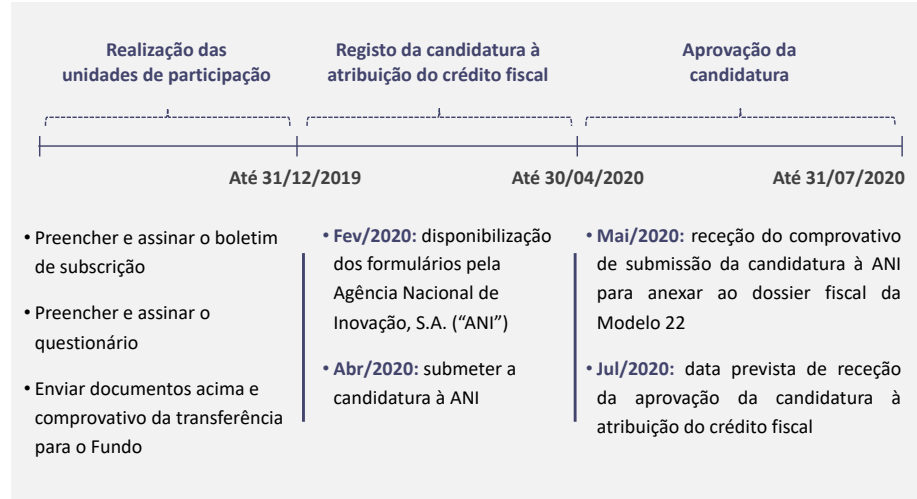 Realização das
unidades de participação
Registo da candidatura à
atribuição do crédito fiscal
Aprovação da
candidatura
Até 31/12/2019
Até 30/04/2020
Até 31/07/2020
• Preencher e assinar o boletim
de subscrição
• Preencher e assinar o
questionário
• Enviar documentos acima e
comprovativo da transferência
para o Fundo
• Fev/2020: disponibilização
dos formulários pela
Agência Nacional de
Inovação, S.A. (“ANI”)
• Abr/2020: submeter a
candidatura à ANI
• Mai/2020: receção do comprovativo
de submissão da candidatura à ANI
para anexar ao dossier fiscal da
Modelo 22
• Jul/2020: data prevista de receção
da aprovação da candidatura à
atribuição do crédito fiscal